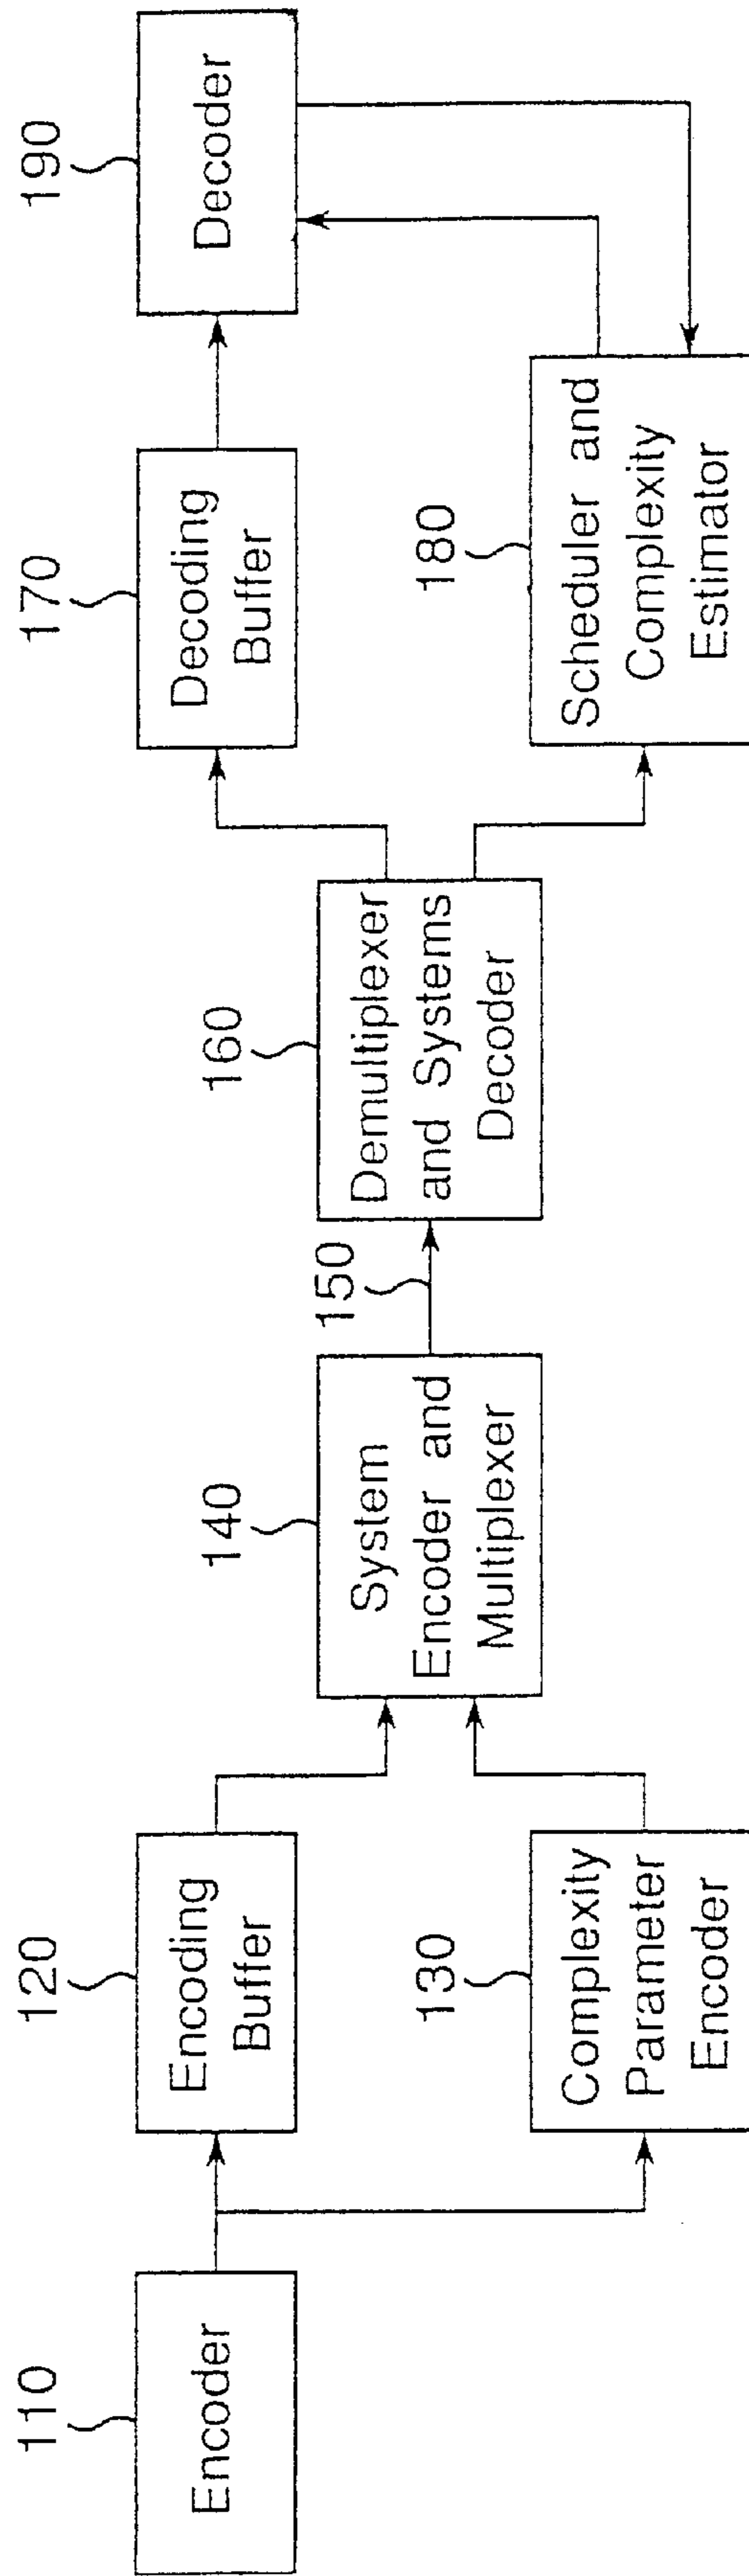 110
Encoder
120
Encoding
Buffer
130
Complexity
Parameter
Encoder
140
System
Encoder and
Multiplexer
150
160
Demultiplexer
and Systems
Decoder
170
Decoding
Buffer
180
Scheduler and
Complexity
Estimator
190
Decoder